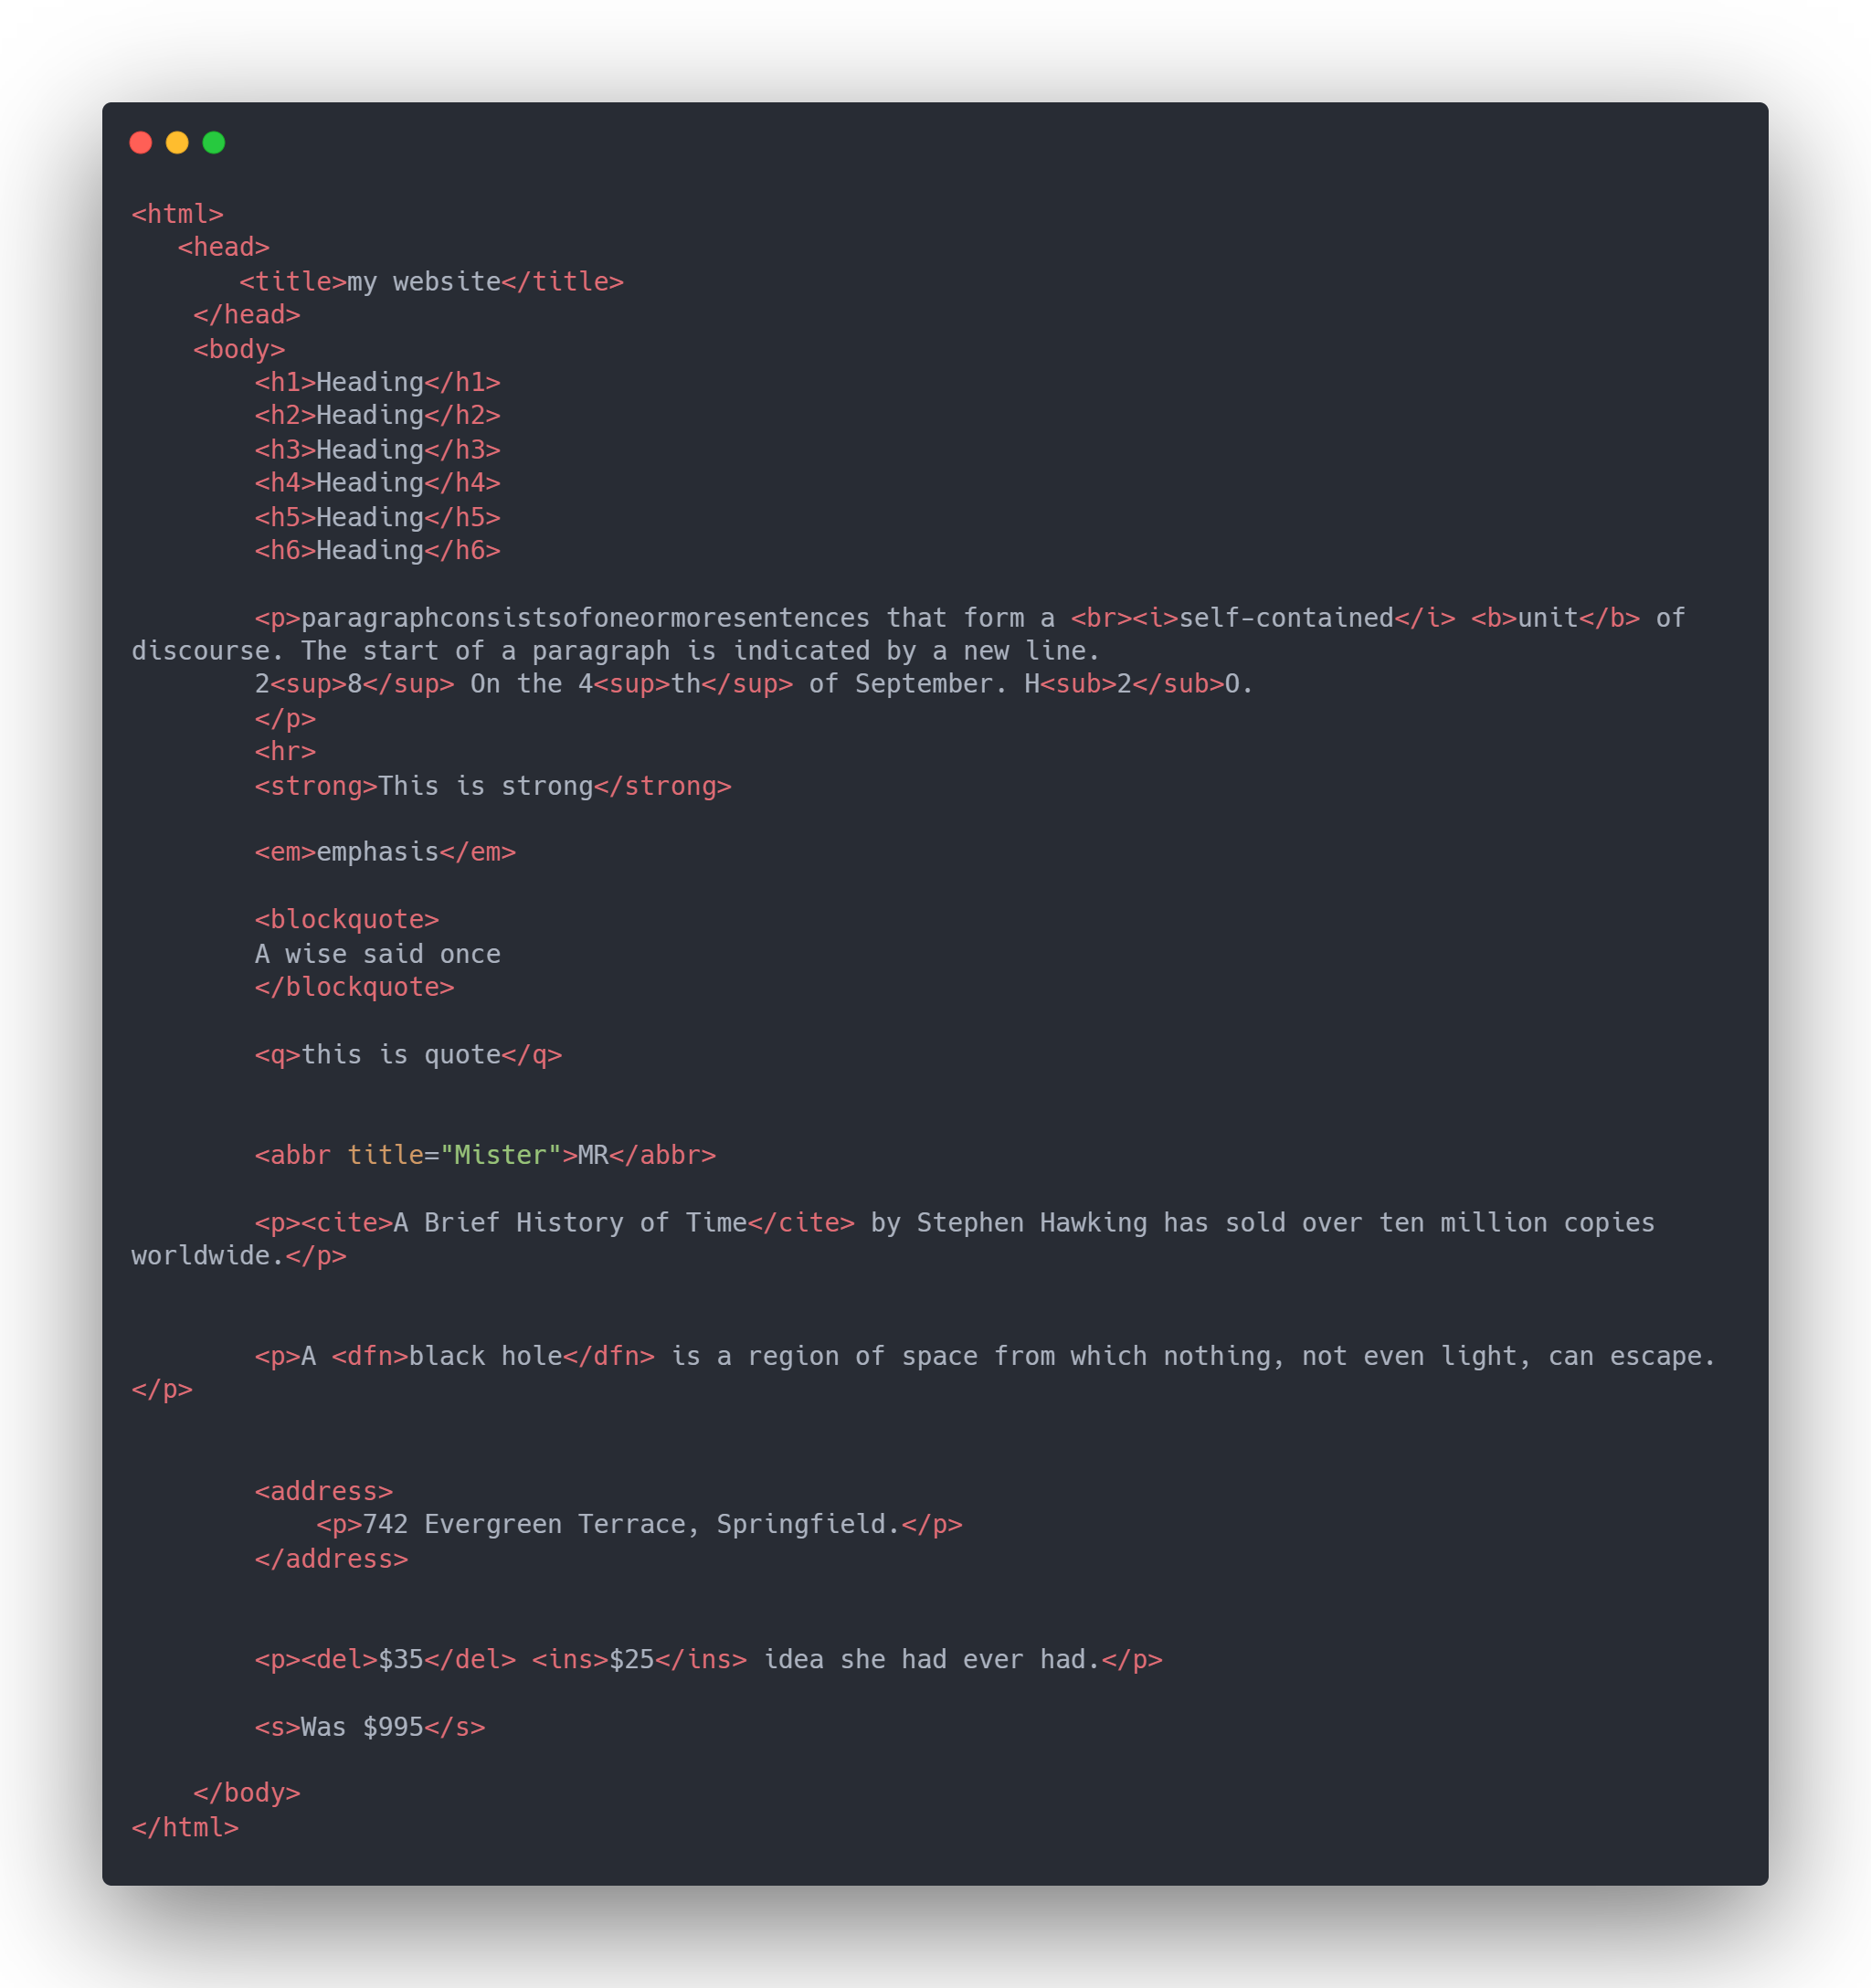 <html>
   <head>
       <title>my website</title>
    </head>
    <body>
        <h1>Heading</h1>
        <h2>Heading</h2>
        <h3>Heading</h3>
        <h4>Heading</h4>
        <h5>Heading</h5>
        <h6>Heading</h6>

        <p>paragraphconsistsofoneormoresentences that form a <br><i>self-contained</i> <b>unit</b> of
discourse. The start of a paragraph is indicated by a new line.
        2<sup>8</sup> On the 4<sup>th</sup> of September. H<sub>2</sub>O.
        </p>
        <hr>
        <strong>This is strong</strong>

        <em>emphasis</em>

        <blockquote>
        A wise said once
        </blockquote>

        <q>this is quote</q>


        <abbr title="Mister">MR</abbr>

        <p><cite>A Brief History of Time</cite> by Stephen Hawking has sold over ten million copies
worldwide.</p>


        <p>A <dfn>black hole</dfn> is a region of space from which nothing, not even light, can escape.
</p>


        <address>
            <p>742 Evergreen Terrace, Springfield.</p>
        </address>


        <p><del>$35</del> <ins>$25</ins> idea she had ever had.</p>

        <s>Was $995</s>

    </body>
</html>